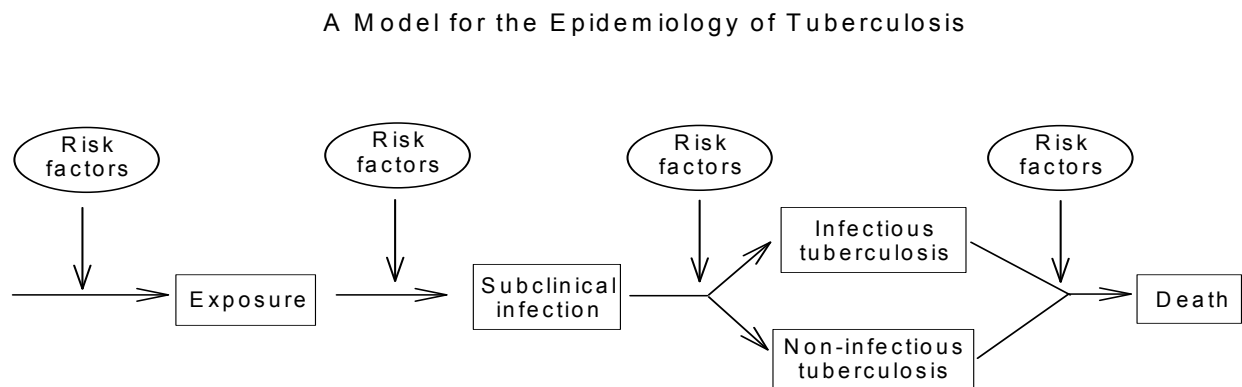 A Model for the Epidemiology of Tuberculosis
Risk
factors
Risk
factors
Risk
factors
Risk
factors
Exposure
Subclinical
infection
Infectious
tuberculosis
Non-infectious
tuberculosis
Death